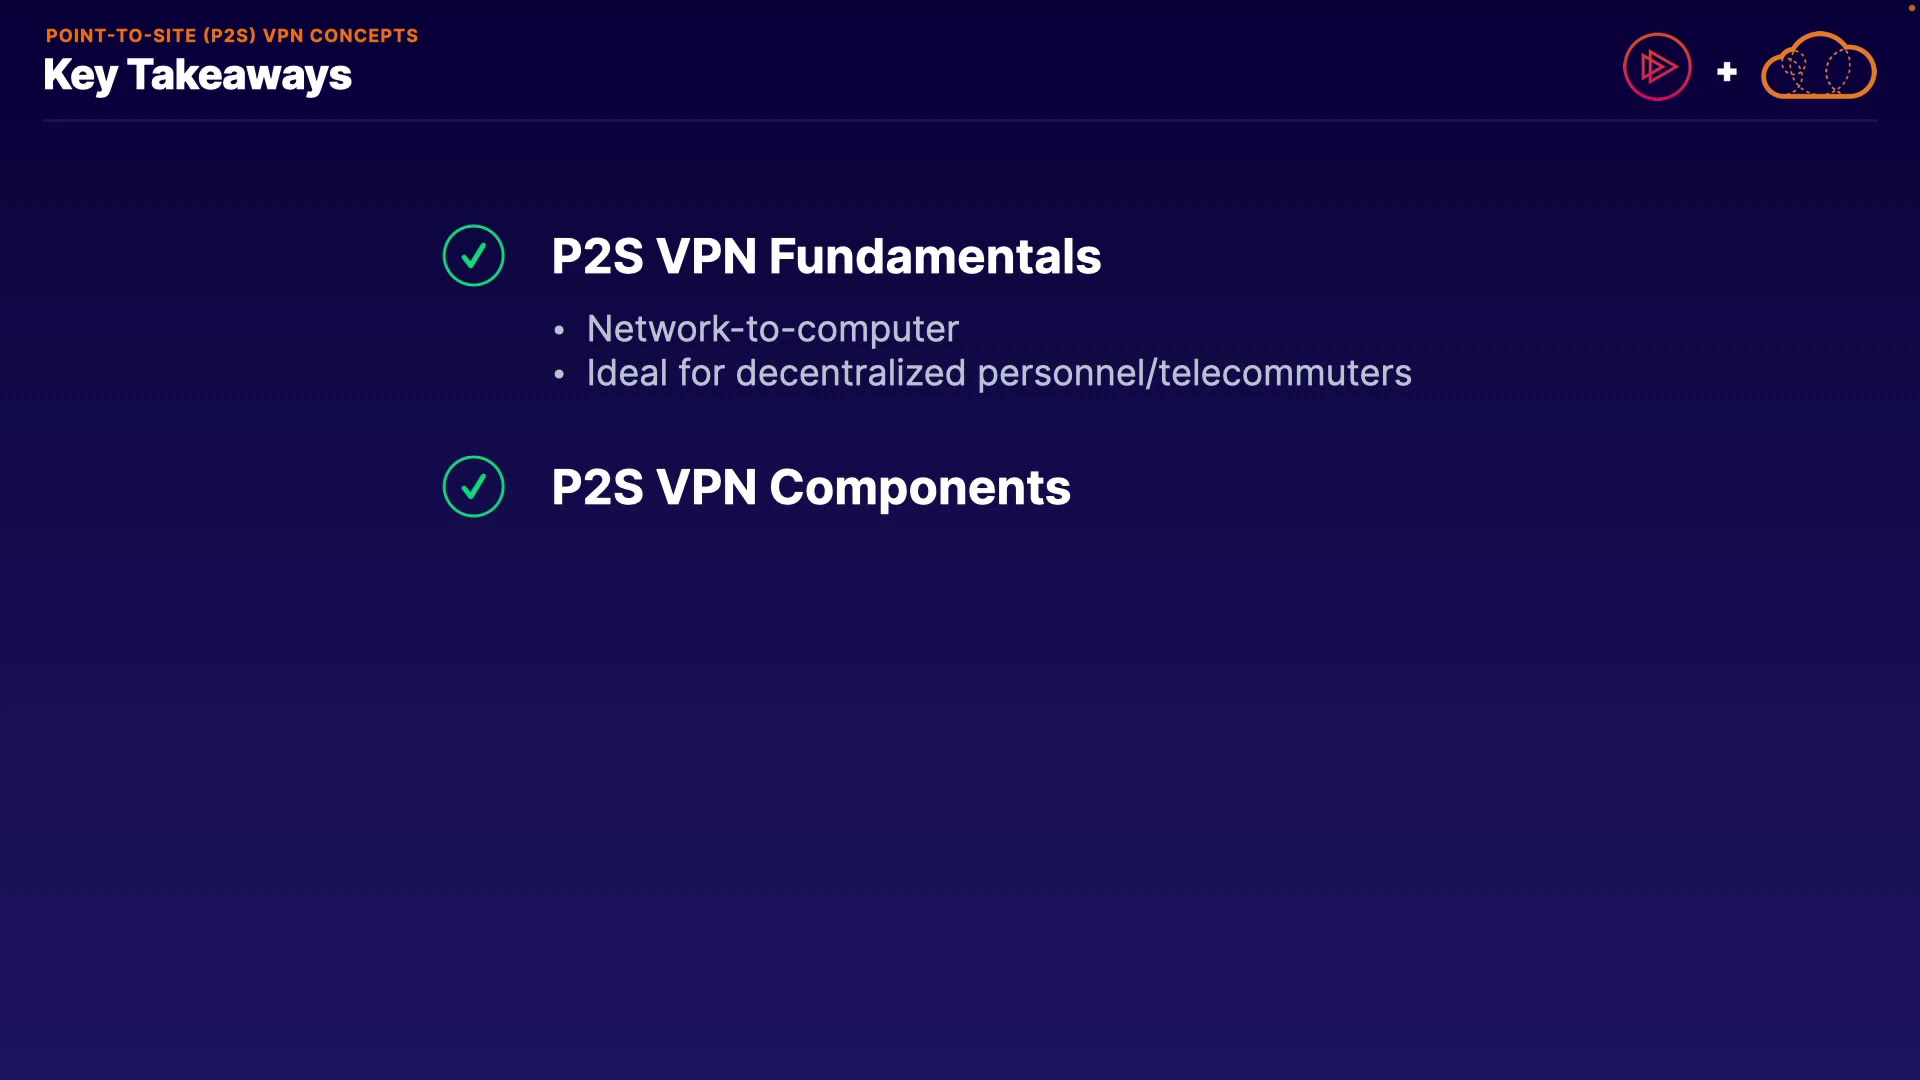 POINT-TO-SITE (P2S) VPN CONCEPTS
Key Takeaways
P2S VPN Fundamentals
• Network-to-computer
• Ideal for decentralized personnel/telecommuters
P2S VPN Components